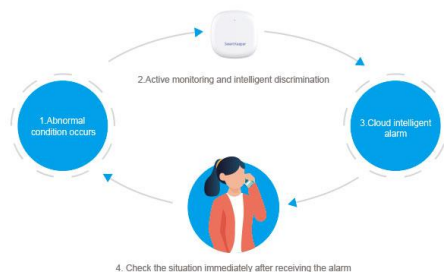 2.Active monitoring and intelligent discrimination
1.Abnormal
condition occurs
3.Cloud intelligent
alarm
4. Check the situation immediately after receiving the alarm